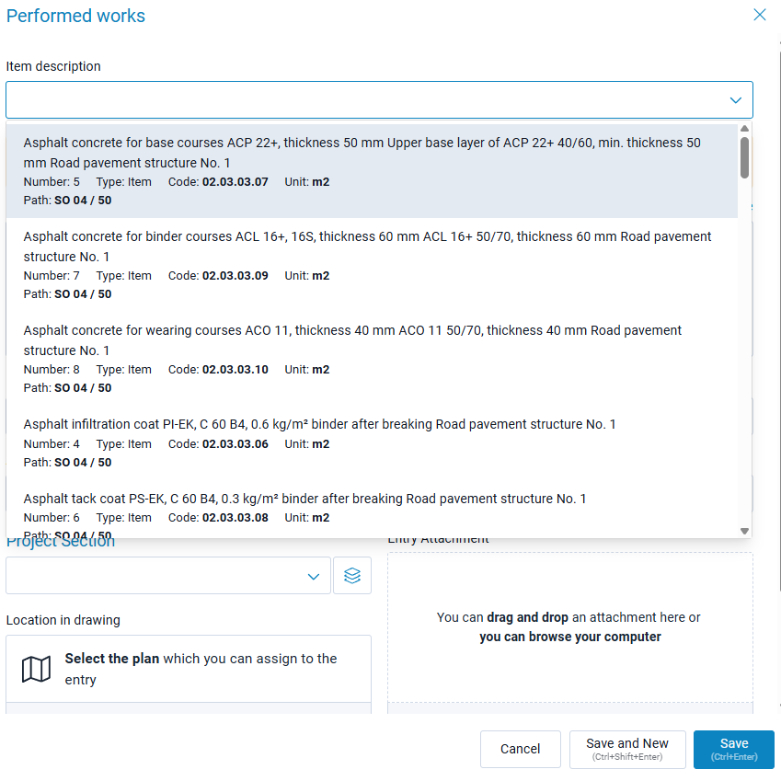 Performed works
Item description
Asphalt concrete for base courses ACP 22+, thickness 50 mm Upper base layer of ACP 22+ 40/60, min. thickness 50
mm Road pavement structure No. 1
Number: 5 Type: Item Code: 02.03.03.07 Unit: m2
Path: SO 04 / 50
Asphalt concrete for binder courses ACL 16+, 16S, thickness 60 mm ACL 16+ 50/70, thickness 60 mm Road pavement
structure No. 1
Number: 7 Type: Item Code: 02.03.03.09 Unit: m2
Path: SO 04 / 50
Asphalt concrete for wearing courses ACO 11, thickness 40 mm ACO 11 50/70, thickness 40 mm Road pavement
structure No. 1
Number: 8 Type: Item Code: 02.03.03.10 Unit: m2
Path: SO 04 / 50
Asphalt infiltration coat PI-EK, C 60 B4, 0.6 kg/m² binder after breaking Road pavement structure No. 1
Number: 4 Type: Item Code: 02.03.03.06 Unit: m2
Path: SO 04 / 50
Asphalt tack coat PS-EK, C 60 B4, 0.3 kg/m² binder after breaking Road pavement structure No. 1
Number: 6 Type: Item Code: 02.03.03.08 Unit: m2
Path: SO 04 / 50
Project Section
Entry Attachment
Location in drawing
Select the plan which you can assign to the
entry
You can drag and drop an attachment here or
you can browse your computer
Cancel
Save and New
(Ctrl+Shift+Enter)
Save
(Ctrl+Enter)